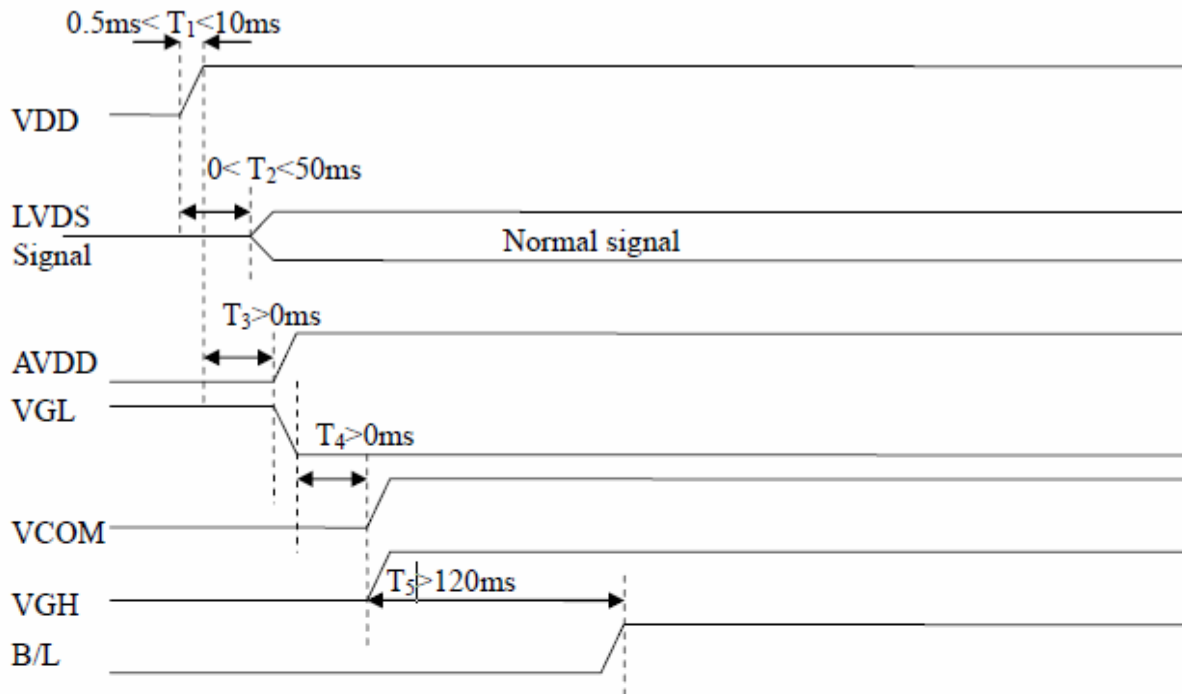 0.5ms< T₁<10ms
VDD
0< T₂<50ms
LVDS
Signal
Normal signal
T₃>0ms
AVDD
VGL
T₄>0ms
VCOM
T₅>120ms
VGH
B/L